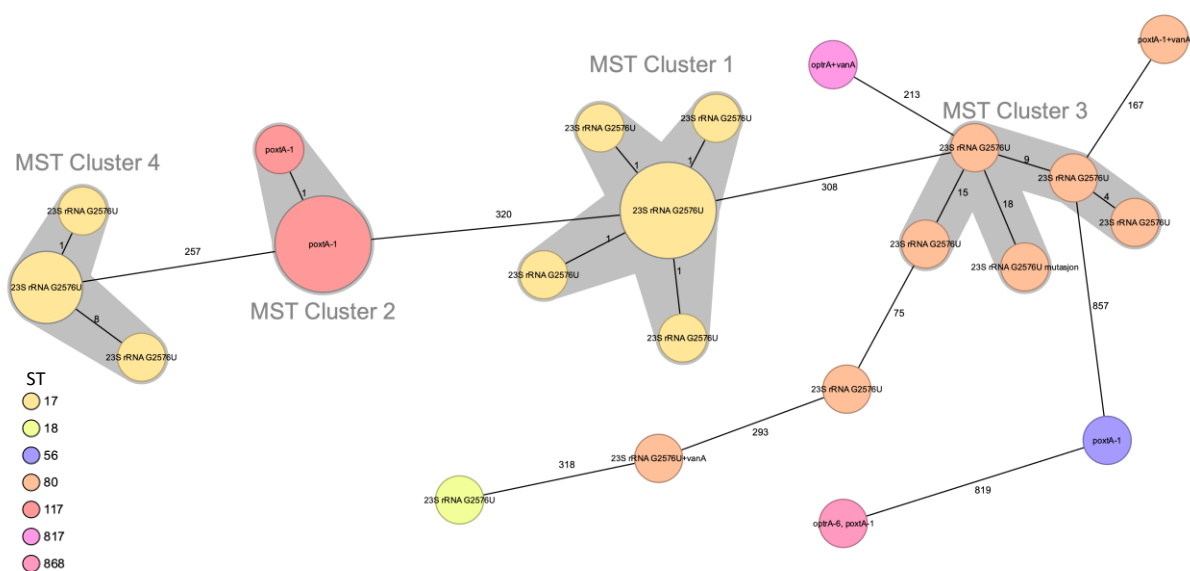 poxtA-1+vanA
optrA+vanA
MST Cluster 1
213
167
MST Cluster 3
23S rRNA G2576U
23S rRNA G2576U
poxtA-1
23S rRNA G2576U
MST Cluster 4
1
1
9
23S rRNA G2576U
1
308
15
18
4
23S rRNA G2576U
23S rRNA G2576U
320
23S rRNA G2576U
1
poxtA-1
1
23S rRNA G2576U
257
23S rRNA G2576U
1
23S rRNA G2576U mutasjon
23S rRNA G2576U
MST Cluster 2
857
75
8
23S rRNA G2576U
23S rRNA G2576U
ST
17
18
56
80
117
817
868
23S rRNA G2576U
293
poxtA-1
23S rRNA G2576U+vanA
318
819
23S rRNA G2576U
optrA-6, poxtA-1